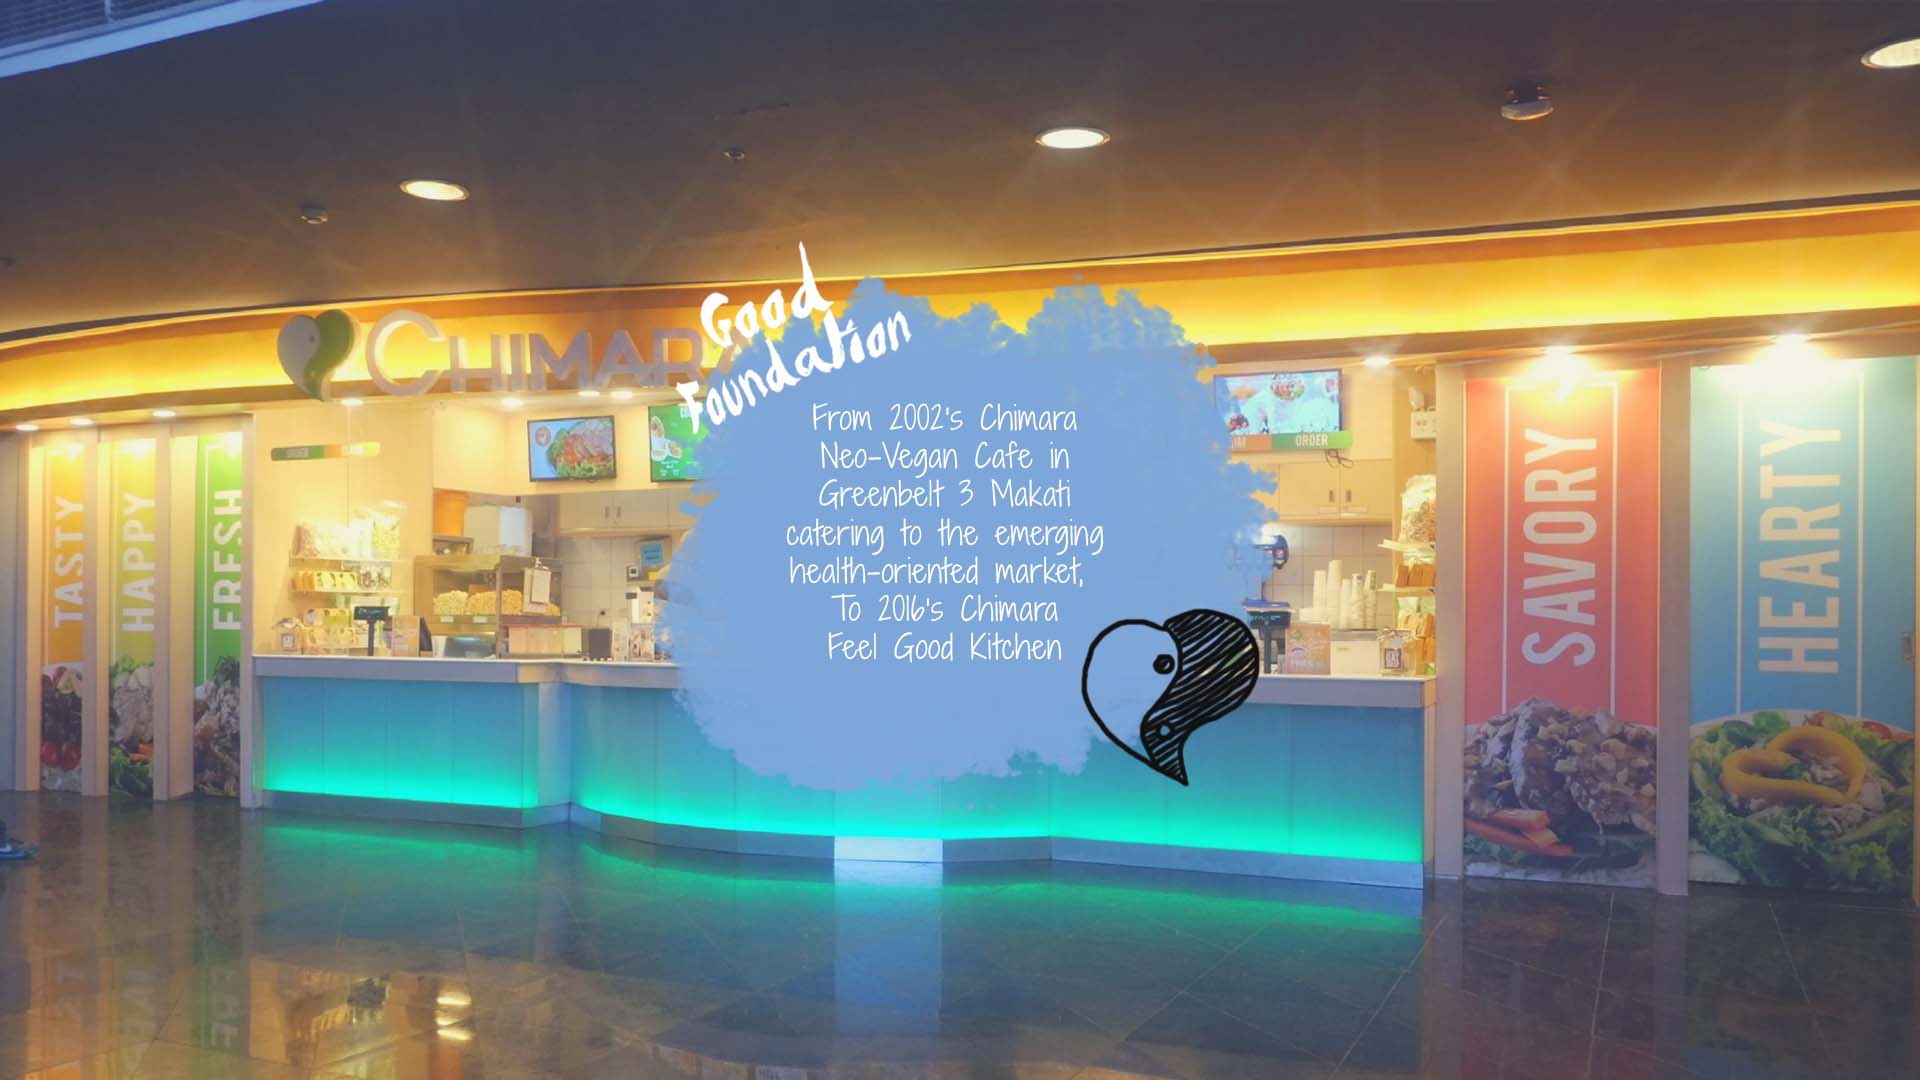 Good
Foundation
CHIMARA
From 2002's Chimara
Neo-Vegan Cafe in
Greenbelt 3 Makati
catering to the emerging
health-oriented market,
To 2016's Chimara
Feel Good Kitchen
TASTY
HAPPY
FRESH
ORDER
ORDER
SAVORY
HEARTY